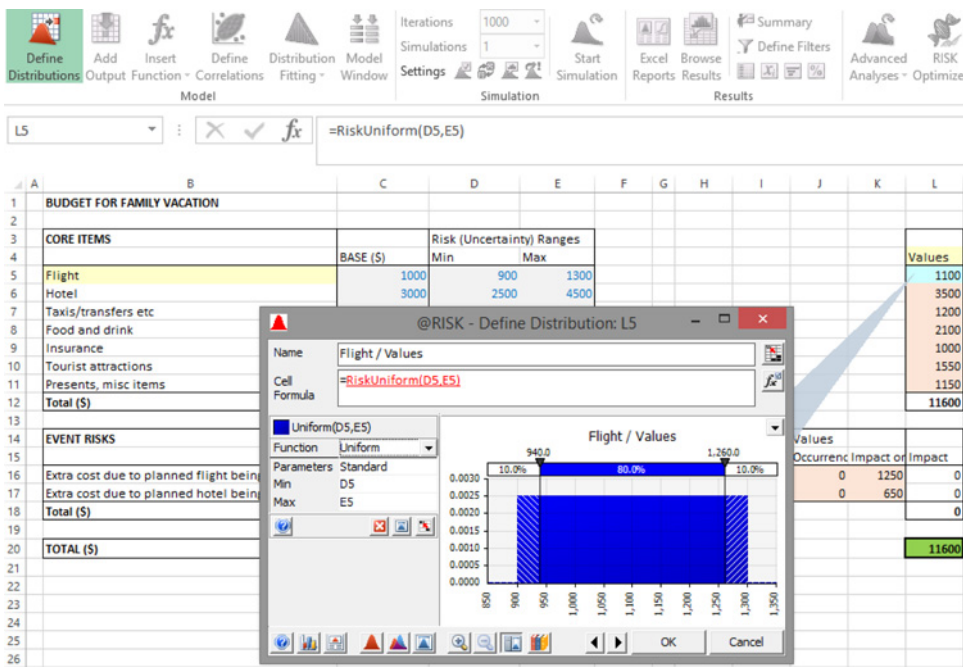 Define Distributions
Add Output
Insert Function
Define Correlations
Distribution Fitting
Model Window
Model
Iterations 1000
Simulations 1
Settings
Start Simulation
Simulation
Excel Reports
Browse Results
Summary
Define Filters
Results
Advanced Analyses
RISK Optimize
L5 fx =RiskUniform(D5,E5)
A B C D E F G H I J K L
1 BUDGET FOR FAMILY VACATION
2
3 CORE ITEMS Risk (Uncertainty) Ranges
4 BASE ($) Min Max Values
5 Flight 1000 900 1300 1100
6 Hotel 3000 2500 4500 3500
7 Taxis/transfers etc 1200
8 Food and drink 2100
9 Insurance 1000
10 Tourist attractions 1550
11 Presents, misc items 1150
12 Total ($) 11600
13
14 EVENT RISKS Values
15 Occurrenc Impact or Impact
16 Extra cost due to planned flight being 0 1250 0
17 Extra cost due to planned hotel being 0 650 0
18 Total ($) 0
19
20 TOTAL ($) 11600
21
22
23
24
25
26
@RISK - Define Distribution: L5
Name Flight / Values
Cell Formula =RiskUniform(D5,E5)
Uniform(D5,E5)
Function Uniform
Parameters Standard
Min D5
Max E5
Flight / Values
940.0 1,260.0
10.0% 80.0% 10.0%
0.0030
0.0025
0.0020
0.0015
0.0010
0.0005
0.0000
850 900 950 1,000 1,050 1,100 1,150 1,200 1,250 1,300 1,350
OK Cancel